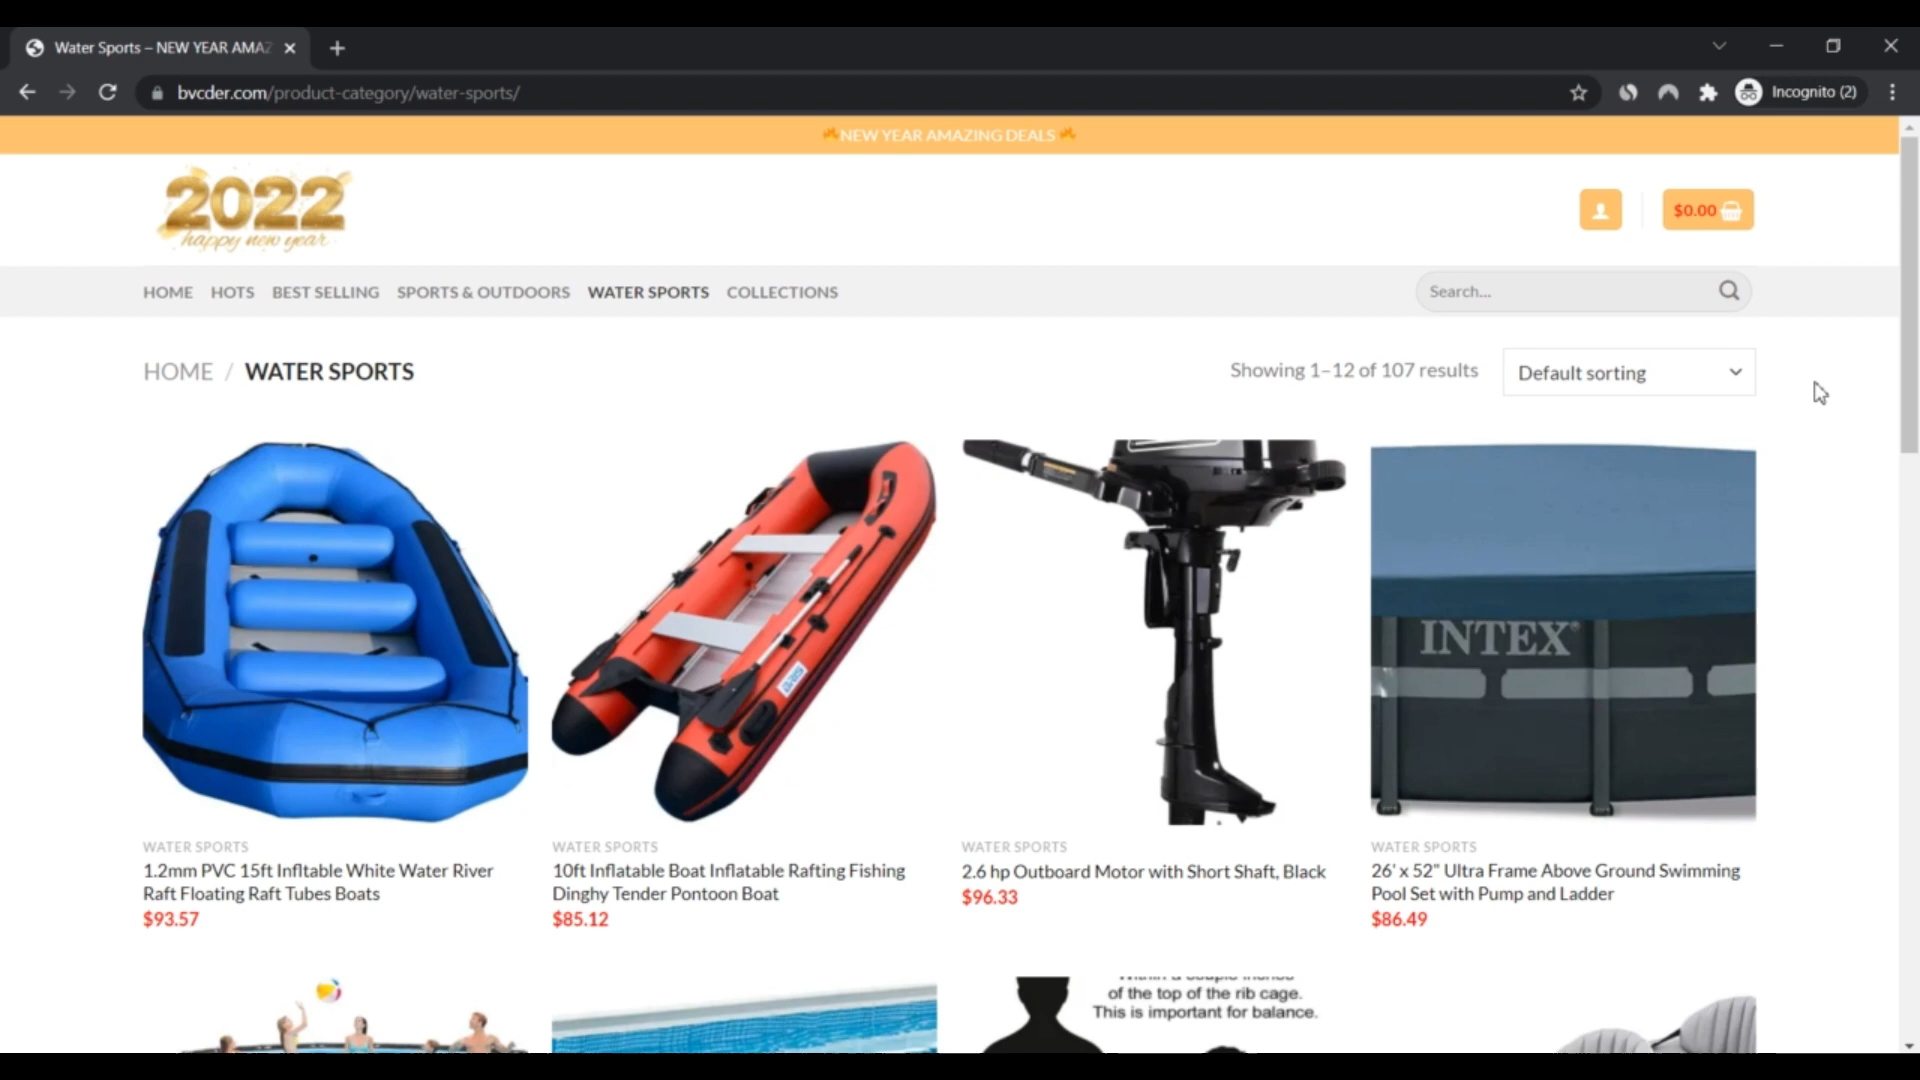 Water Sports – NEW YEAR AMAZ
bvcder.com/product-category/water-sports/
Incognito (2)
NEW YEAR AMAZING DEALS
2022
happy new year
$0.00
HOME HOTS BEST SELLING SPORTS & OUTDOORS WATER SPORTS COLLECTIONS
Search...
HOME / WATER SPORTS
Showing 1–12 of 107 results
Default sorting
INTEX®
WATER SPORTS
1.2mm PVC 15ft Infltable White Water River
Raft Floating Raft Tubes Boats
$93.57
WATER SPORTS
10ft Inflatable Boat Inflatable Rafting Fishing
Dinghy Tender Pontoon Boat
$85.12
WATER SPORTS
2.6 hp Outboard Motor with Short Shaft, Black
$96.33
WATER SPORTS
26' x 52" Ultra Frame Above Ground Swimming
Pool Set with Pump and Ladder
$86.49
of the top of the rib cage.
This is important for balance.